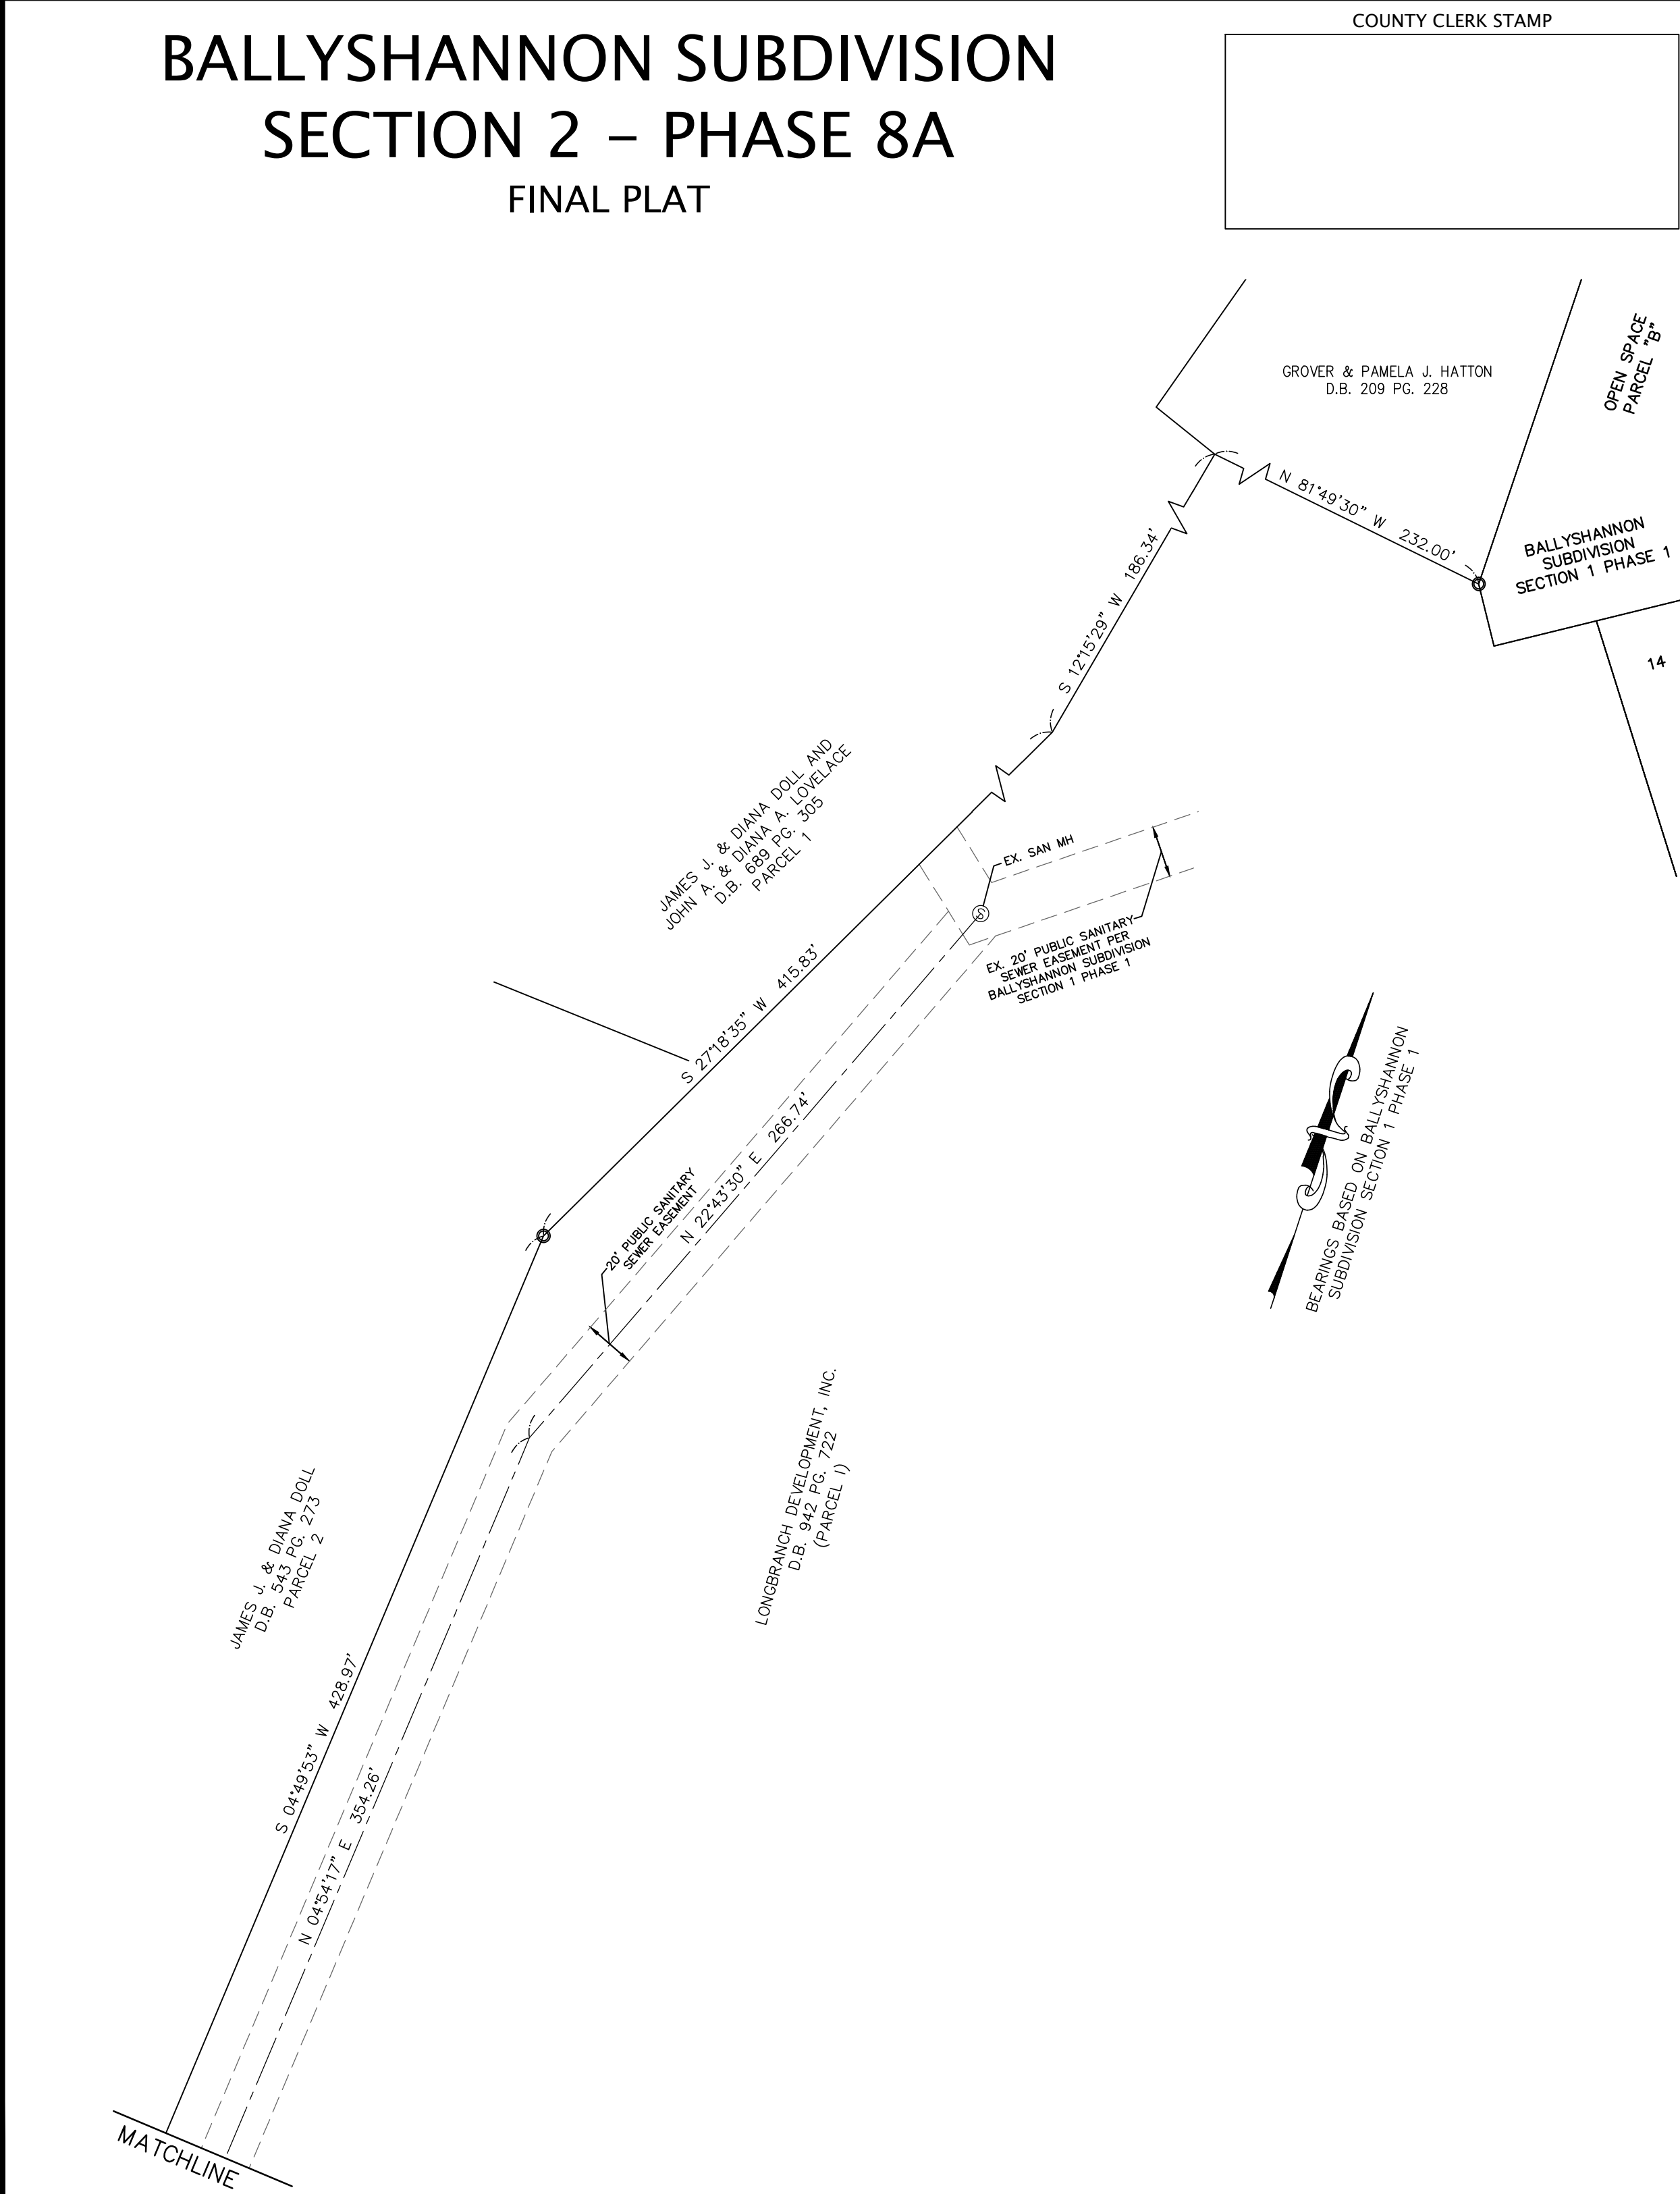 BALLYSHANNON SUBDIVISION
SECTION 2 – PHASE 8A
FINAL PLAT
COUNTY CLERK STAMP
GROVER & PAMELA J. HATTON
D.B. 209 PG. 228
OPEN SPACE
PARCEL "B"
N 81°49'30" W 232.00'
BALLYSHANNON
SUBDIVISION
SECTION 1 PHASE 1
14
S 12°15'29" W 186.34'
JAMES J. & DIANA DOLL AND
JOHN A. & DIANA A. LOVELACE
D.B. 689 PG. 305
PARCEL 1
EX. SAN MH
S
EX. 20' PUBLIC SANITARY
SEWER EASEMENT PER
BALLYSHANNON SUBDIVISION
SECTION 1 PHASE 1
S 27°18'35" W 415.83'
N 22°43'30" E 266.74'
20' PUBLIC SANITARY
SEWER EASEMENT
BEARINGS BASED ON BALLYSHANNON
SUBDIVISION SECTION 1 PHASE 1
LONGBRANCH DEVELOPMENT, INC.
D.B. 942 PG. 722
(PARCEL I)
JAMES J. & DIANA DOLL
D.B. 543 PG. 273
PARCEL 2
S 04°49'53" W 428.97'
N 04°54'17" E 354.26'
MATCHLINE